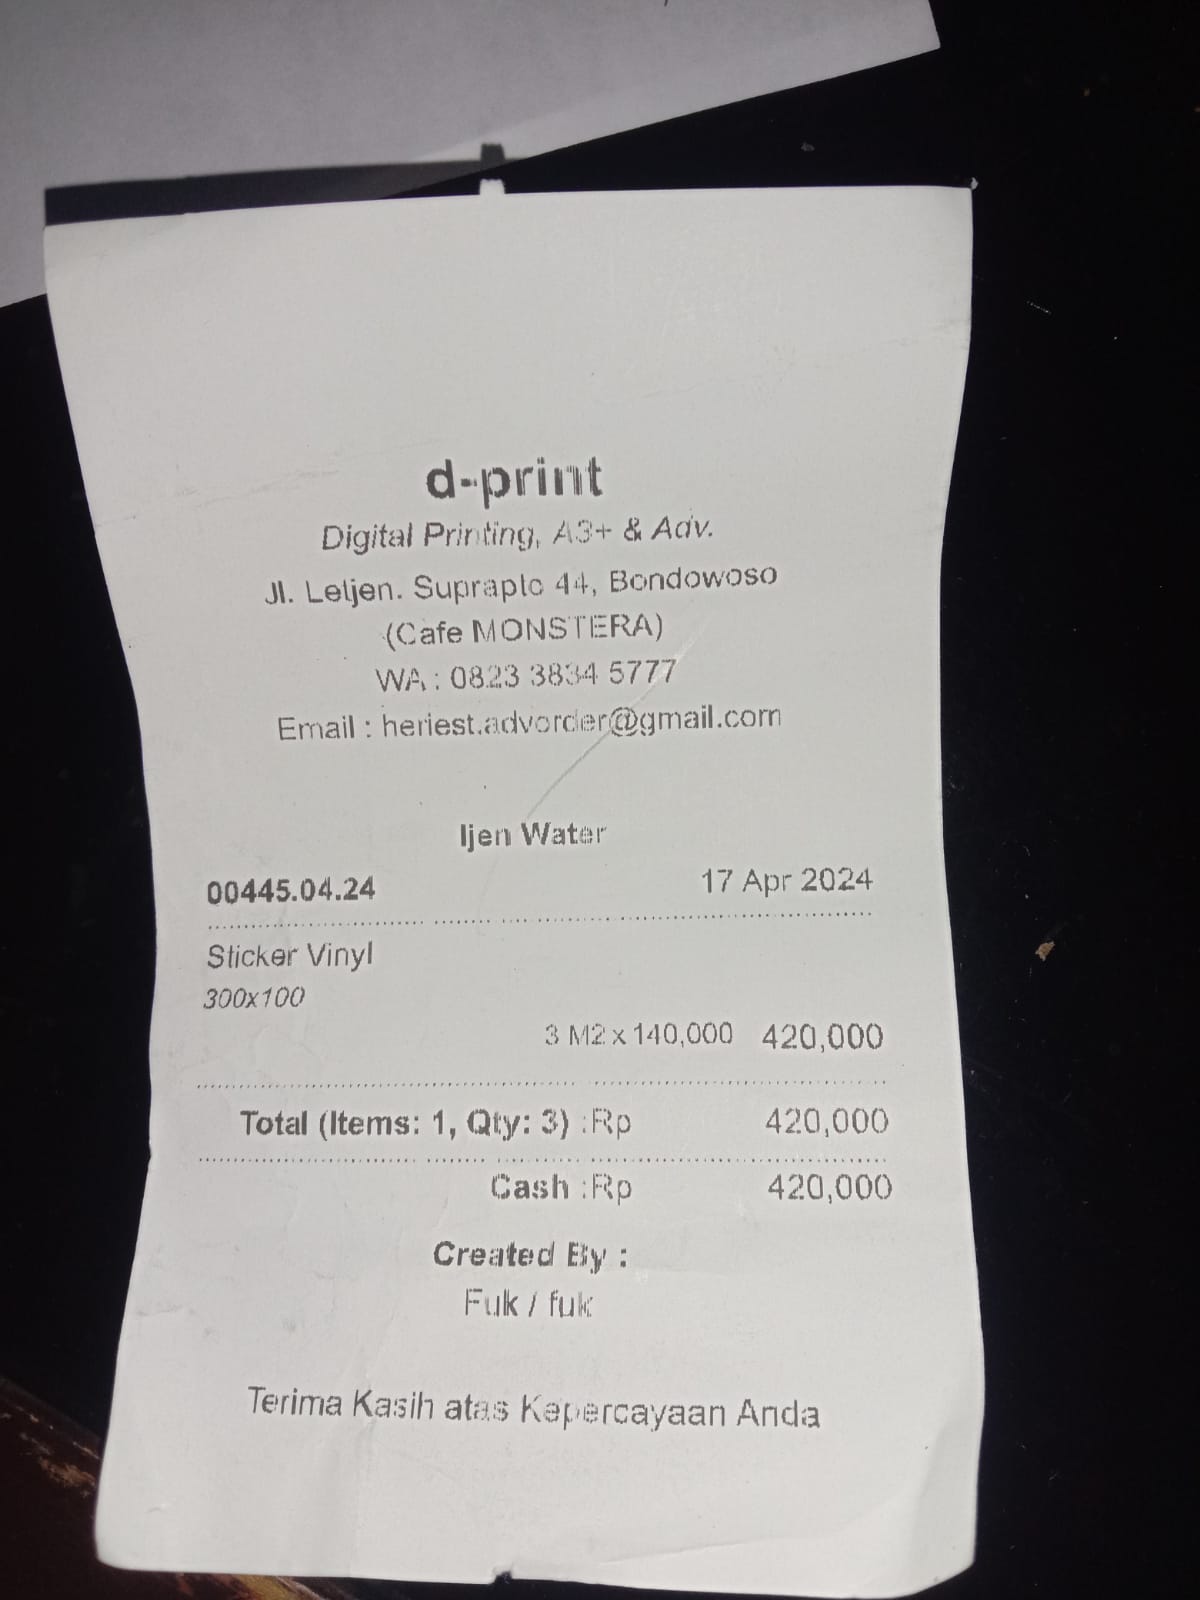 d-print
Digital Printing, A3+ & Adv.
Jl. Letjen. Suprapto 44, Bondowoso
(Cafe MONSTERA)
WA : 0823 3834 5777
Email : heriest.advorder@gmail.com
Ijen Water
00445.04.24 17 Apr 2024
Sticker Vinyl
300x100
3 M2 x 140,000 420,000
Total (Items: 1, Qty: 3) :Rp 420,000
Cash :Rp 420,000
Created By :
Fuk / fuk
Terima Kasih atas Kepercayaan Anda